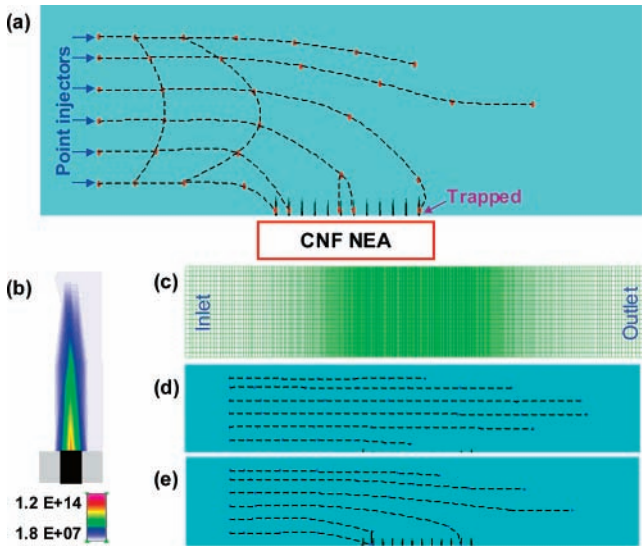 (a)
Point injectors
Trapped
CNF NEA
(b)
1.2 E+14
1.8 E+07
(c)
Inlet
Outlet
(d)
(e)